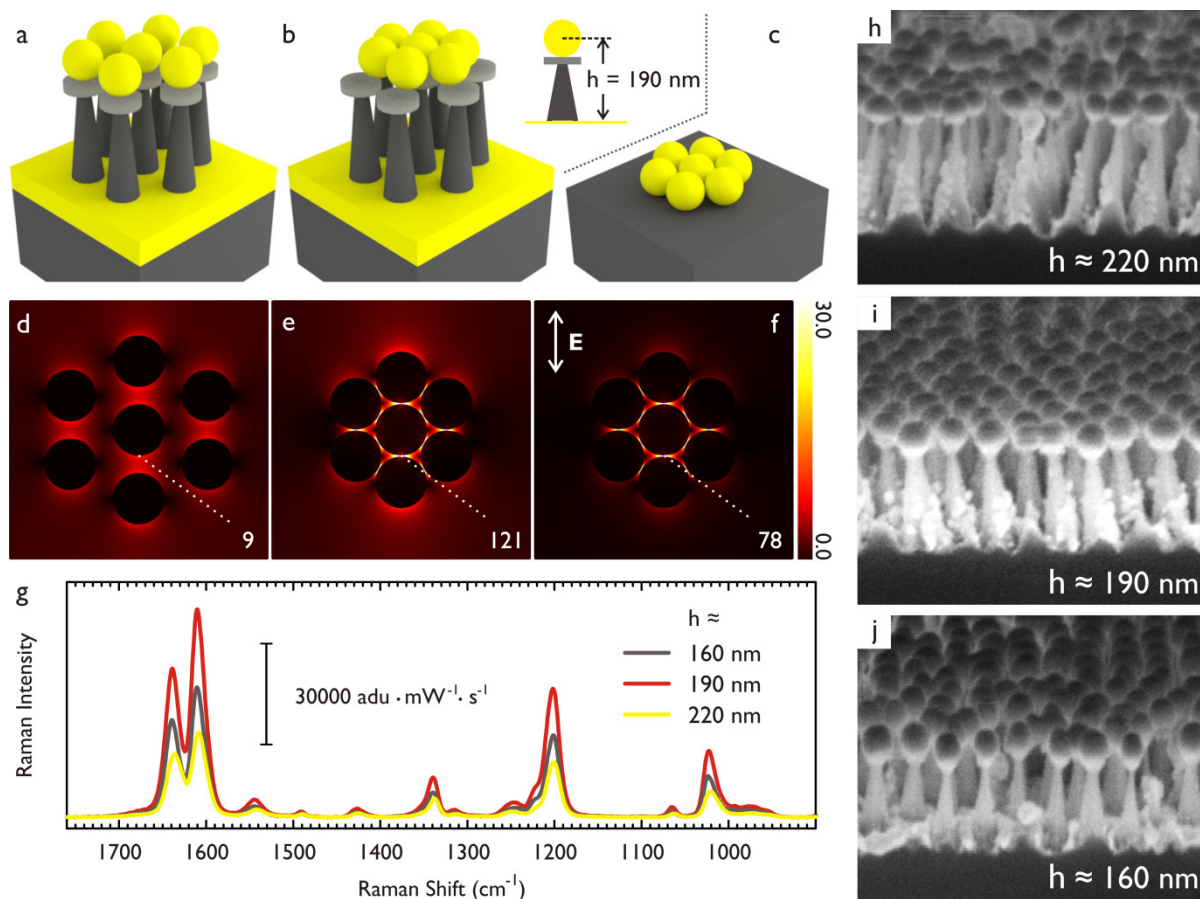 a
b
h = 190 nm
c
d
9
e
121
E
f
78
30.0
0.0
g
Raman Intensity
30000 adu · mW⁻¹· s⁻¹
h ≈
160 nm
190 nm
220 nm
1700 1600 1500 1400 1300 1200 1100 1000
Raman Shift (cm⁻¹)
h
h ≈ 220 nm
i
h ≈ 190 nm
j
h ≈ 160 nm